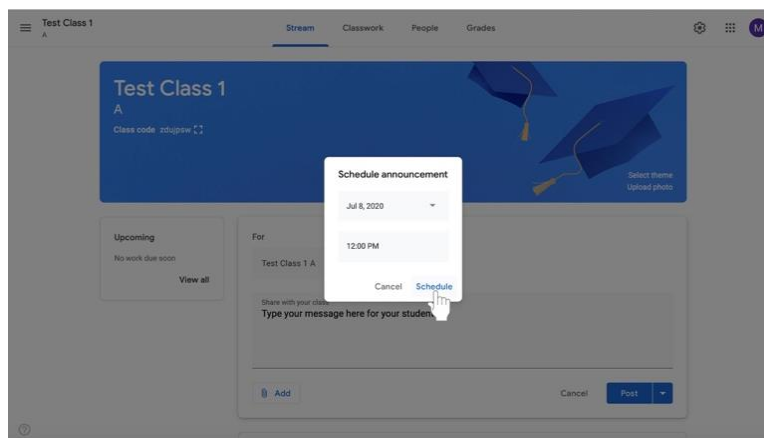 Test Class 1
A
Stream Classwork People Grades
M
Test Class 1
A
Class code zdujpsw
Select theme
Upload photo
Schedule announcement
Jul 8, 2020
12:00 PM
Cancel Schedule
Upcoming
No work due soon
View all
For
Test Class 1 A
Share with your class
Type your message here for your student
Add
Cancel Post